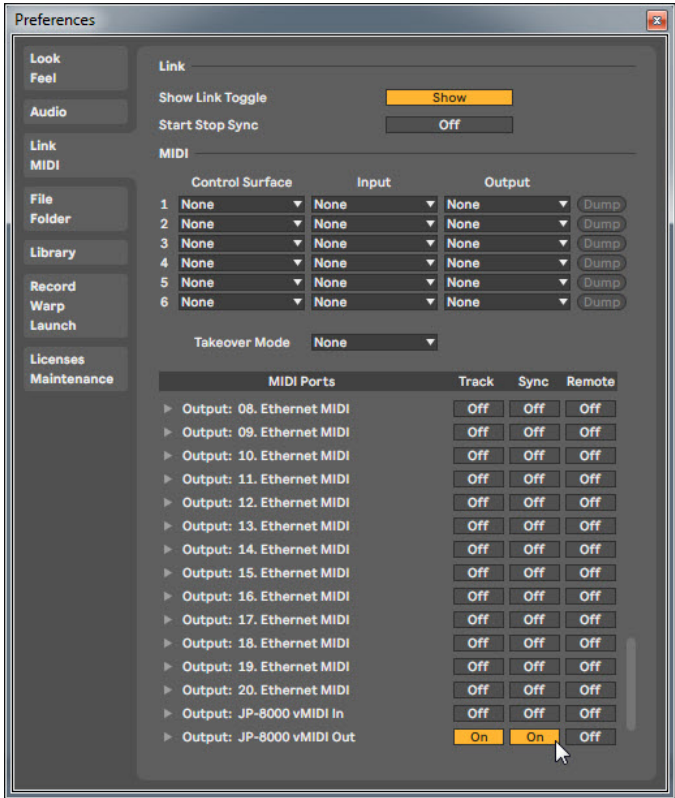 Preferences
Look
Feel
Audio
Link
MIDI
File
Folder
Library
Record
Warp
Launch
Licenses
Maintenance
Link
Show Link Toggle Show
Start Stop Sync Off
MIDI
Control Surface Input Output
1 None None None Dump
2 None None None Dump
3 None None None Dump
4 None None None Dump
5 None None None Dump
6 None None None Dump
Takeover Mode None
MIDI Ports Track Sync Remote
Output: 08. Ethernet MIDI Off Off Off
Output: 09. Ethernet MIDI Off Off Off
Output: 10. Ethernet MIDI Off Off Off
Output: 11. Ethernet MIDI Off Off Off
Output: 12. Ethernet MIDI Off Off Off
Output: 13. Ethernet MIDI Off Off Off
Output: 14. Ethernet MIDI Off Off Off
Output: 15. Ethernet MIDI Off Off Off
Output: 16. Ethernet MIDI Off Off Off
Output: 17. Ethernet MIDI Off Off Off
Output: 18. Ethernet MIDI Off Off Off
Output: 19. Ethernet MIDI Off Off Off
Output: 20. Ethernet MIDI Off Off Off
Output: JP-8000 vMIDI In Off Off Off
Output: JP-8000 vMIDI Out On On Off